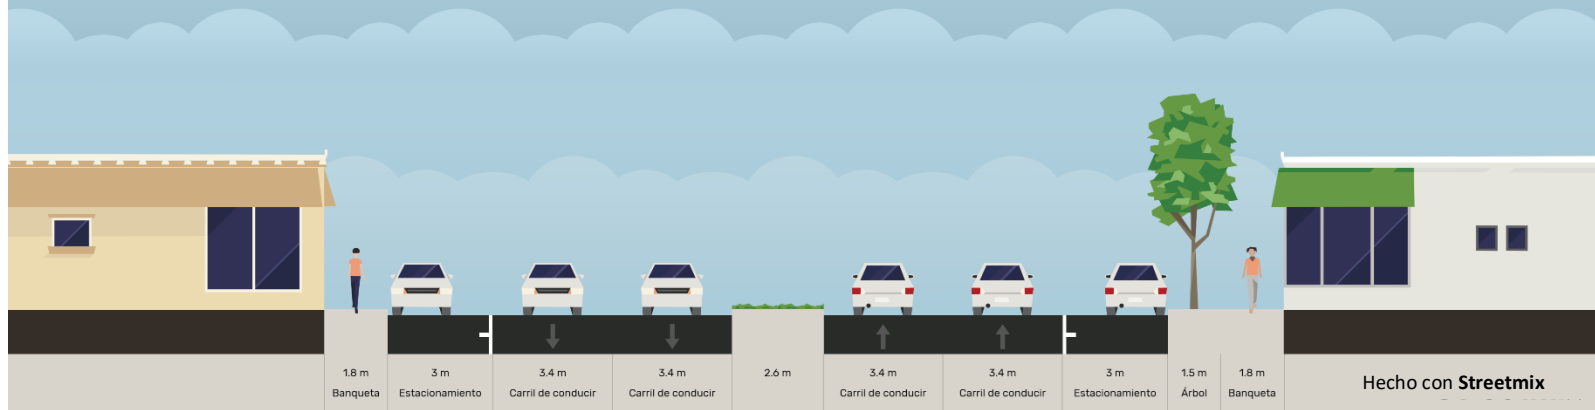 1.8 m
Banqueta
3 m
Estacionamiento
3.4 m
Carril de conducir
3.4 m
Carril de conducir
2.6 m
3.4 m
Carril de conducir
3.4 m
Carril de conducir
3 m
Estacionamiento
1.5 m
Árbol
1.8 m
Banqueta
Hecho con Streetmix